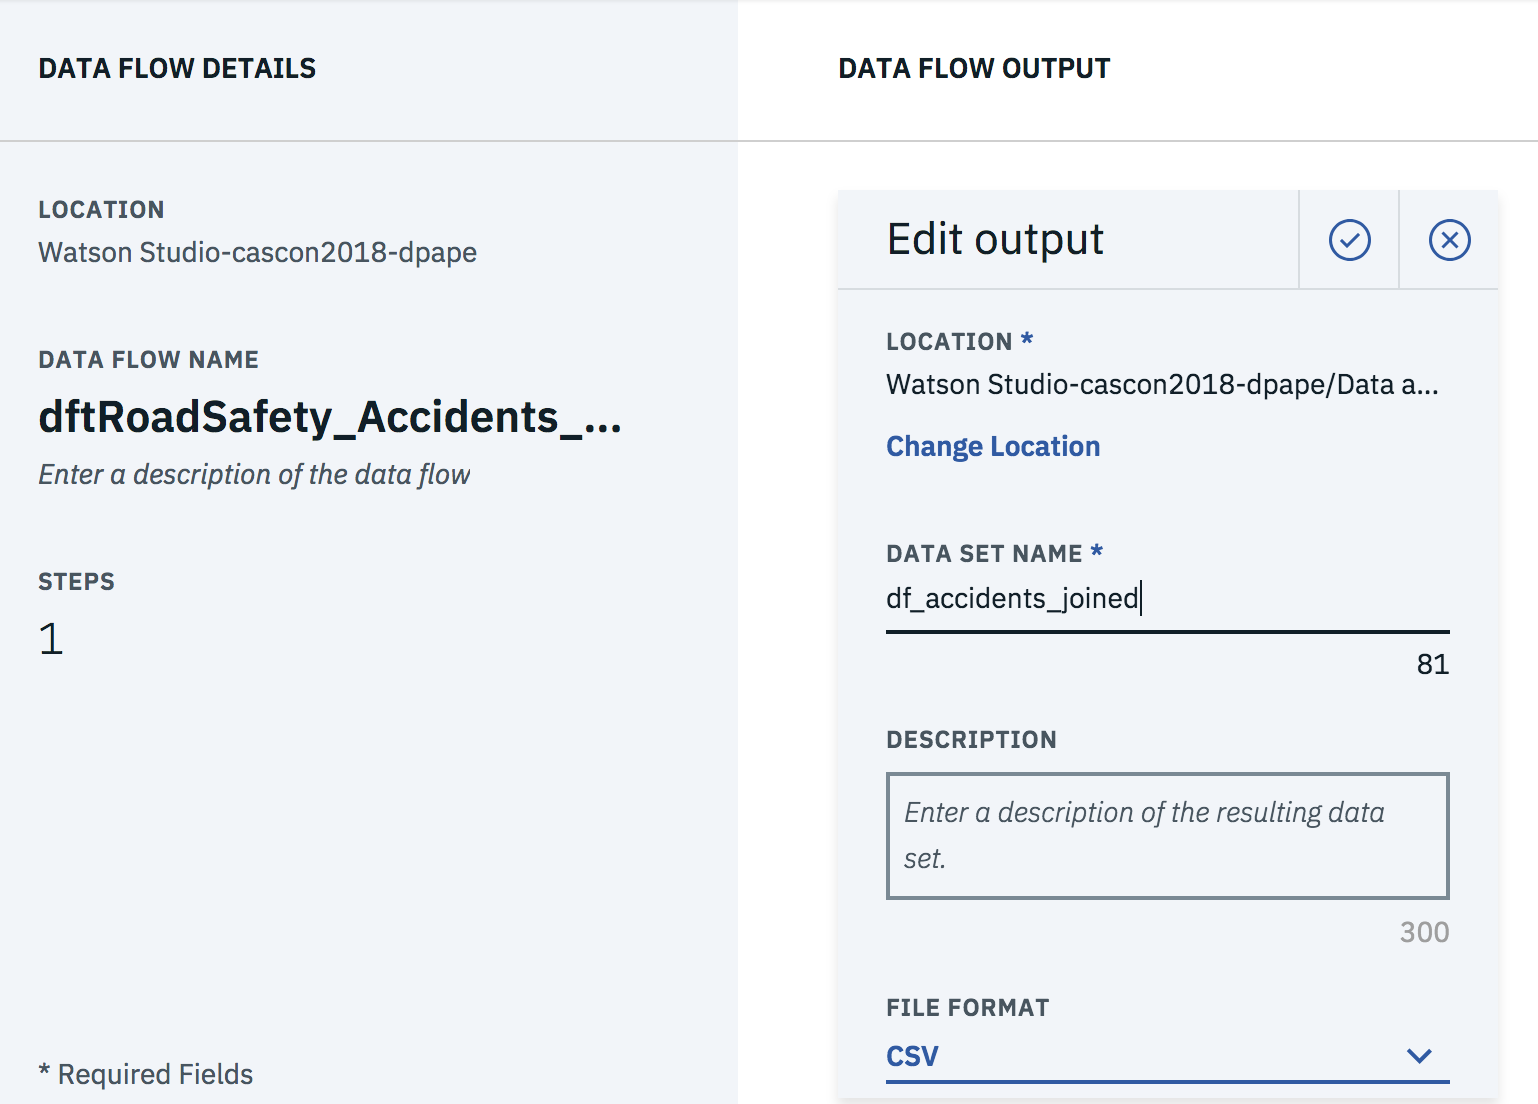 DATA FLOW DETAILS
LOCATION
Watson Studio-cascon2018-dpape
DATA FLOW NAME
dftRoadSafety_Accidents_...
Enter a description of the data flow
STEPS
1
* Required Fields
DATA FLOW OUTPUT
Edit output
LOCATION *
Watson Studio-cascon2018-dpape/Data a...
Change Location
DATA SET NAME *
df_accidents_joined
81
DESCRIPTION
Enter a description of the resulting data
set.
300
FILE FORMAT
CSV